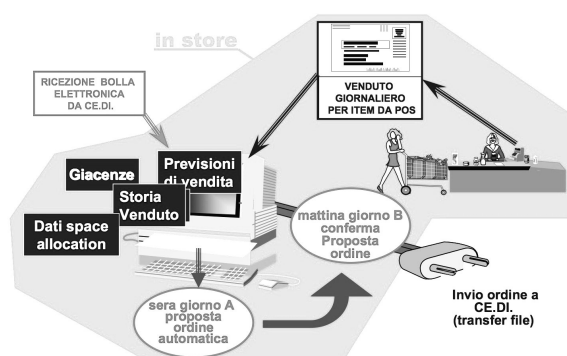 in store
RICEZIONE BOLLA
ELETTRONICA
DA CE.DI.
VENDUTO
GIORNALIERO
PER ITEM DA POS
Giacenze
Previsioni
di vendita
Storia
Venduto
Dati space
allocation
mattina giorno B
conferma
Proposta
ordine
sera giorno A
proposta
ordine
automatica
Invio ordine a
CE.DI.
(transfer file)